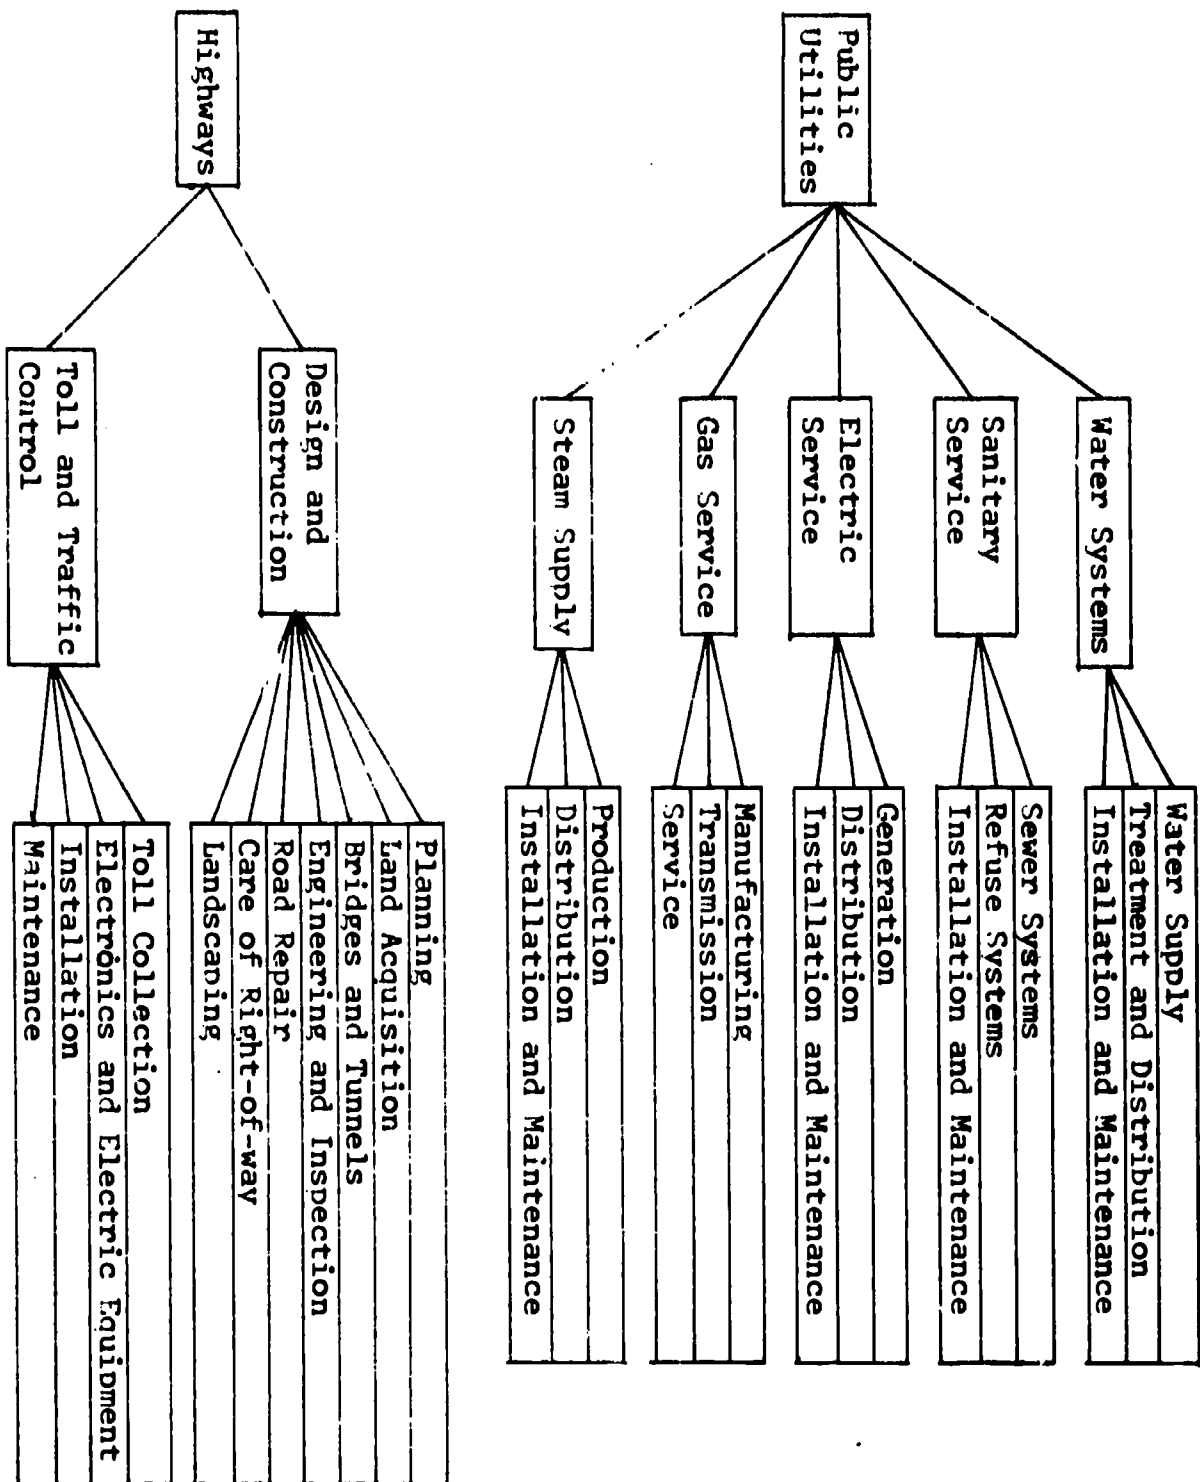 Public
Utilities
Water Systems
Water Supply
Treatment and Distribution
Installation and Maintenance
Sanitary
Service
Sewer Systems
Refuse Systems
Installation and Maintenance
Electric
Service
Generation
Distribution
Installation and Maintenance
Gas Service
Manufacturing
Transmission
Service
Steam Supply
Production
Distribution
Installation and Maintenance
Highways
Design and
Construction
Planning
Land Acquisition
Bridges and Tunnels
Engineering and Inspection
Road Repair
Care of Right-of-way
Landscaping
Toll and Traffic
Control
Toll Collection
Electronics and Electric Equipment
Installation
Maintenance